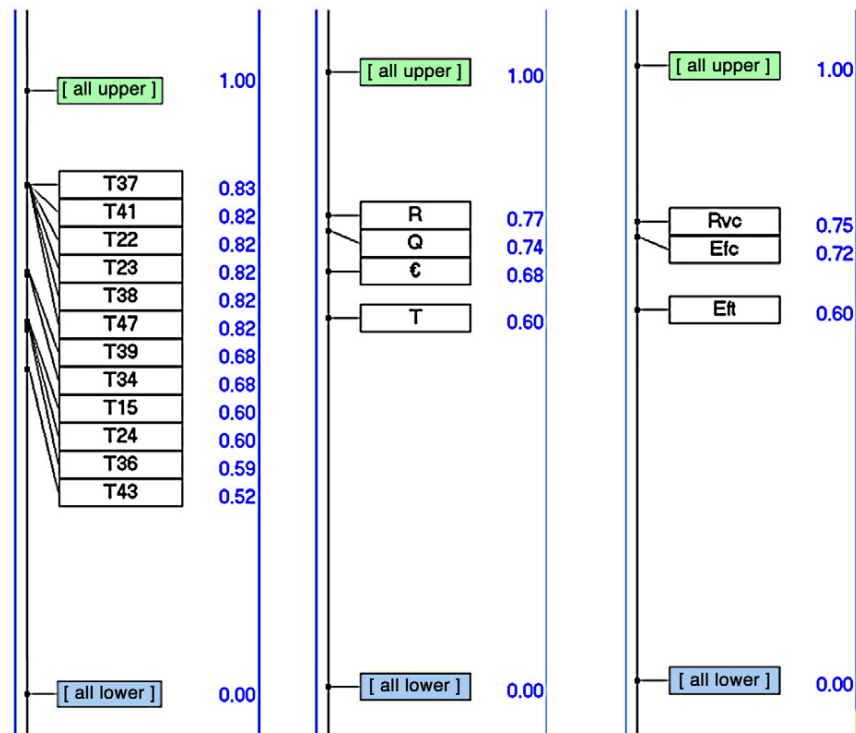 [ all upper ] 1.00
T37 0.83
T41 0.82
T22 0.82
T23 0.82
T38 0.82
T47 0.82
T39 0.68
T34 0.68
T15 0.60
T24 0.60
T36 0.59
T43 0.52
[ all lower ] 0.00
[ all upper ] 1.00
R 0.77
Q 0.74
€ 0.68
T 0.60
[ all lower ] 0.00
[ all upper ] 1.00
Rvc 0.75
Efc 0.72
Eft 0.60
[ all lower ] 0.00